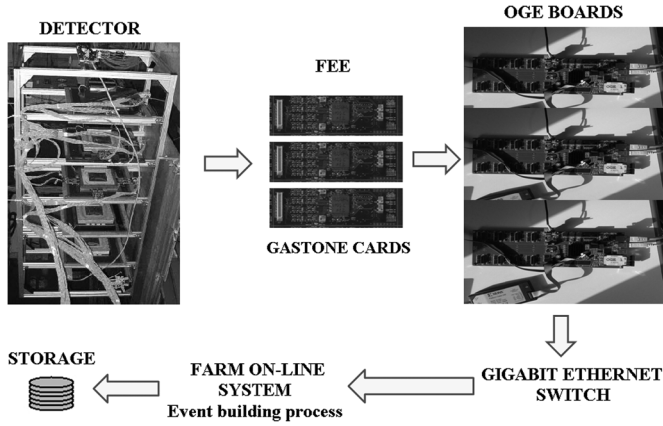 DETECTOR
FEE
OGE BOARDS
GASTONE CARDS
STORAGE
FARM ON-LINE
SYSTEM
Event building process
GIGABIT ETHERNET
SWITCH